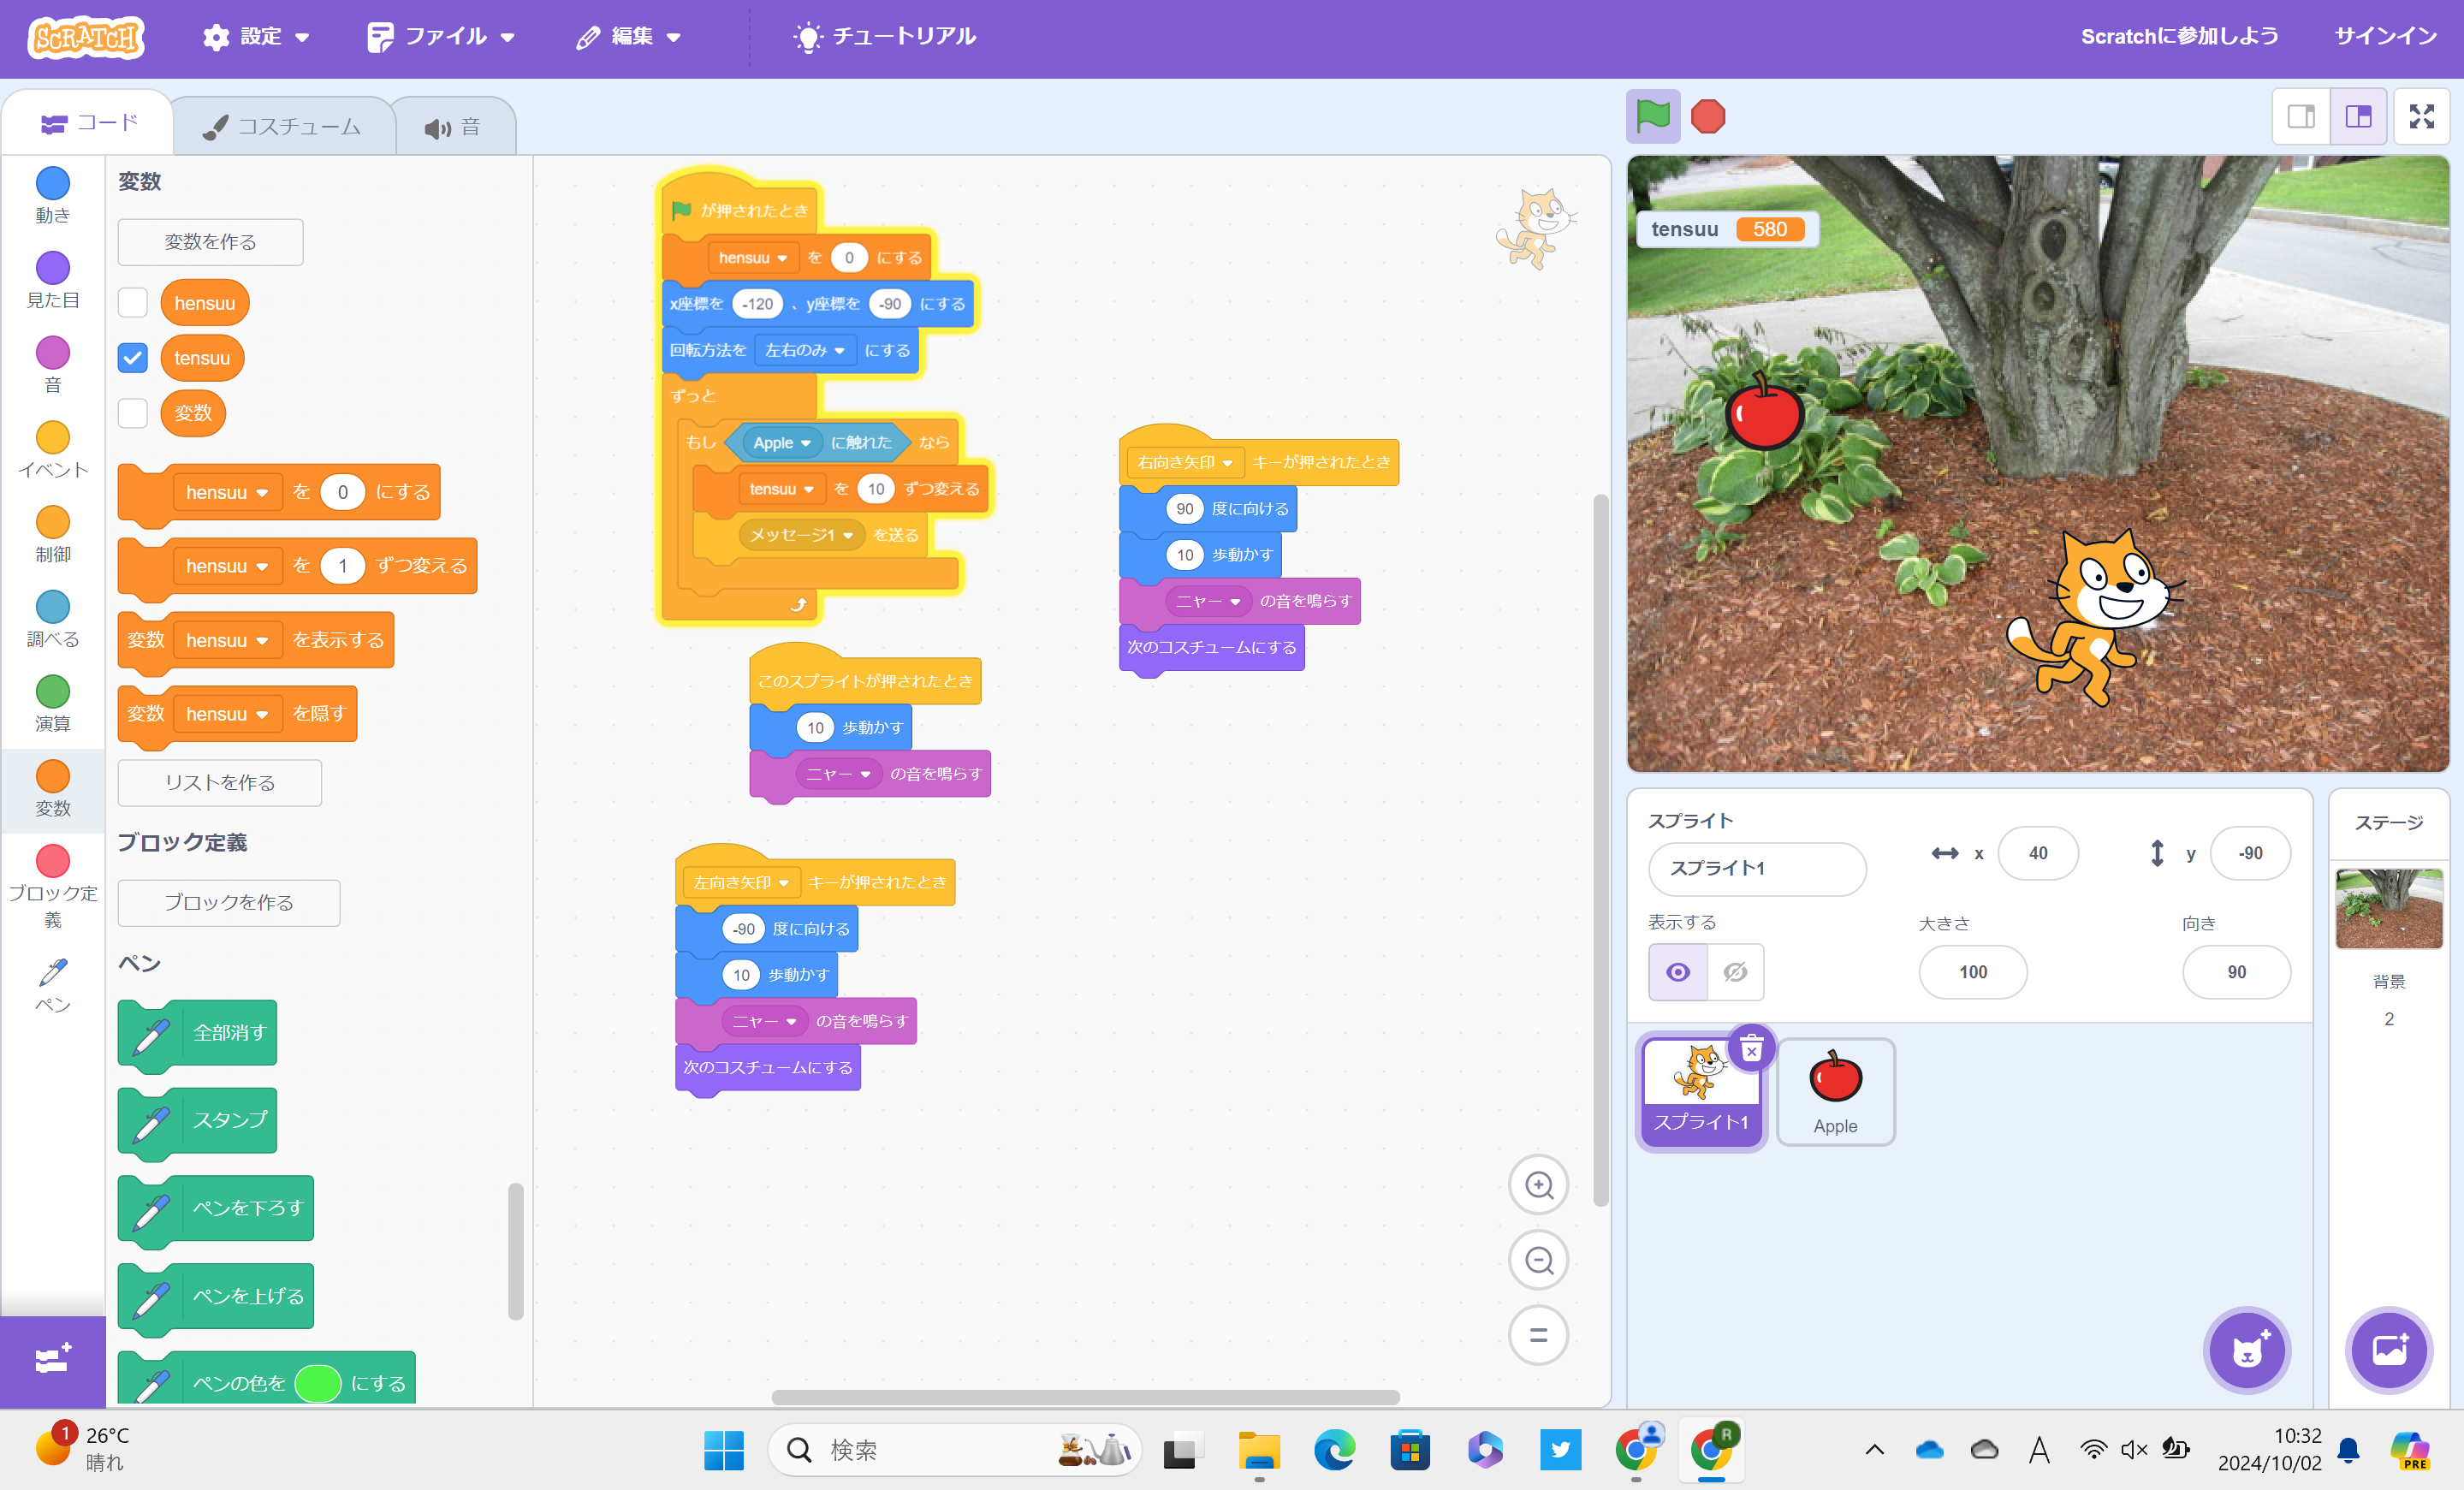 SCRATCH
設定
ファイル
編集
チュートリアル
Scratchに参加しよう
サインイン
コード
コスチューム
音
動き
見た目
音
イベント
制御
調べる
演算
変数
ブロック定
義
ペン
変数
変数を作る
hensuu
tensuu
変数
hensuu を 0 にする
hensuu を 1 ずつ変える
変数 hensuu を表示する
変数 hensuu を隠す
リストを作る
ブロック定義
ブロックを作る
ペン
全部消す
スタンプ
ペンを下ろす
ペンを上げる
ペンの色を にする
が押されたとき
hensuu を 0 にする
x座標を -120 、y座標を -90 にする
回転方法を 左右のみ にする
ずっと
もし Apple に触れた なら
tensuu を 10 ずつ変える
メッセージ1 を送る
このスプライトが押されたとき
10 歩動かす
ニャー の音を鳴らす
左向き矢印 キーが押されたとき
-90 度に向ける
10 歩動かす
ニャー の音を鳴らす
次のコスチュームにする
右向き矢印 キーが押されたとき
90 度に向ける
10 歩動かす
ニャー の音を鳴らす
次のコスチュームにする
tensuu 580
スプライト
スプライト1
x 40
y -90
表示する
大きさ
100
向き
90
スプライト1
Apple
ステージ
背景
2
1
26°C
晴れ
検索
R
A
10:32
2024/10/02
PRE